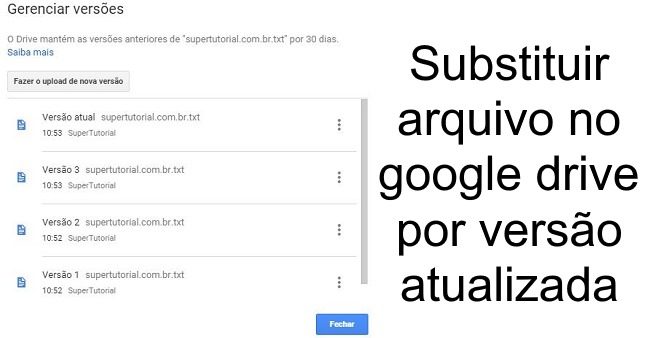 Gerenciar versões
O Drive mantém as versões anteriores de "supertutorial.com.br.txt" por 30 dias.
Saiba mais
Fazer o upload de nova versão
Versão atual supertutorial.com.br.txt
10:53 SuperTutorial
Versão 3 supertutorial.com.br.txt
10:53 SuperTutorial
Versão 2 supertutorial.com.br.txt
10:52 SuperTutorial
Versão 1 supertutorial.com.br.txt
10:52 SuperTutorial
Fechar
Substituir
arquivo no
google drive
por versão
atualizada